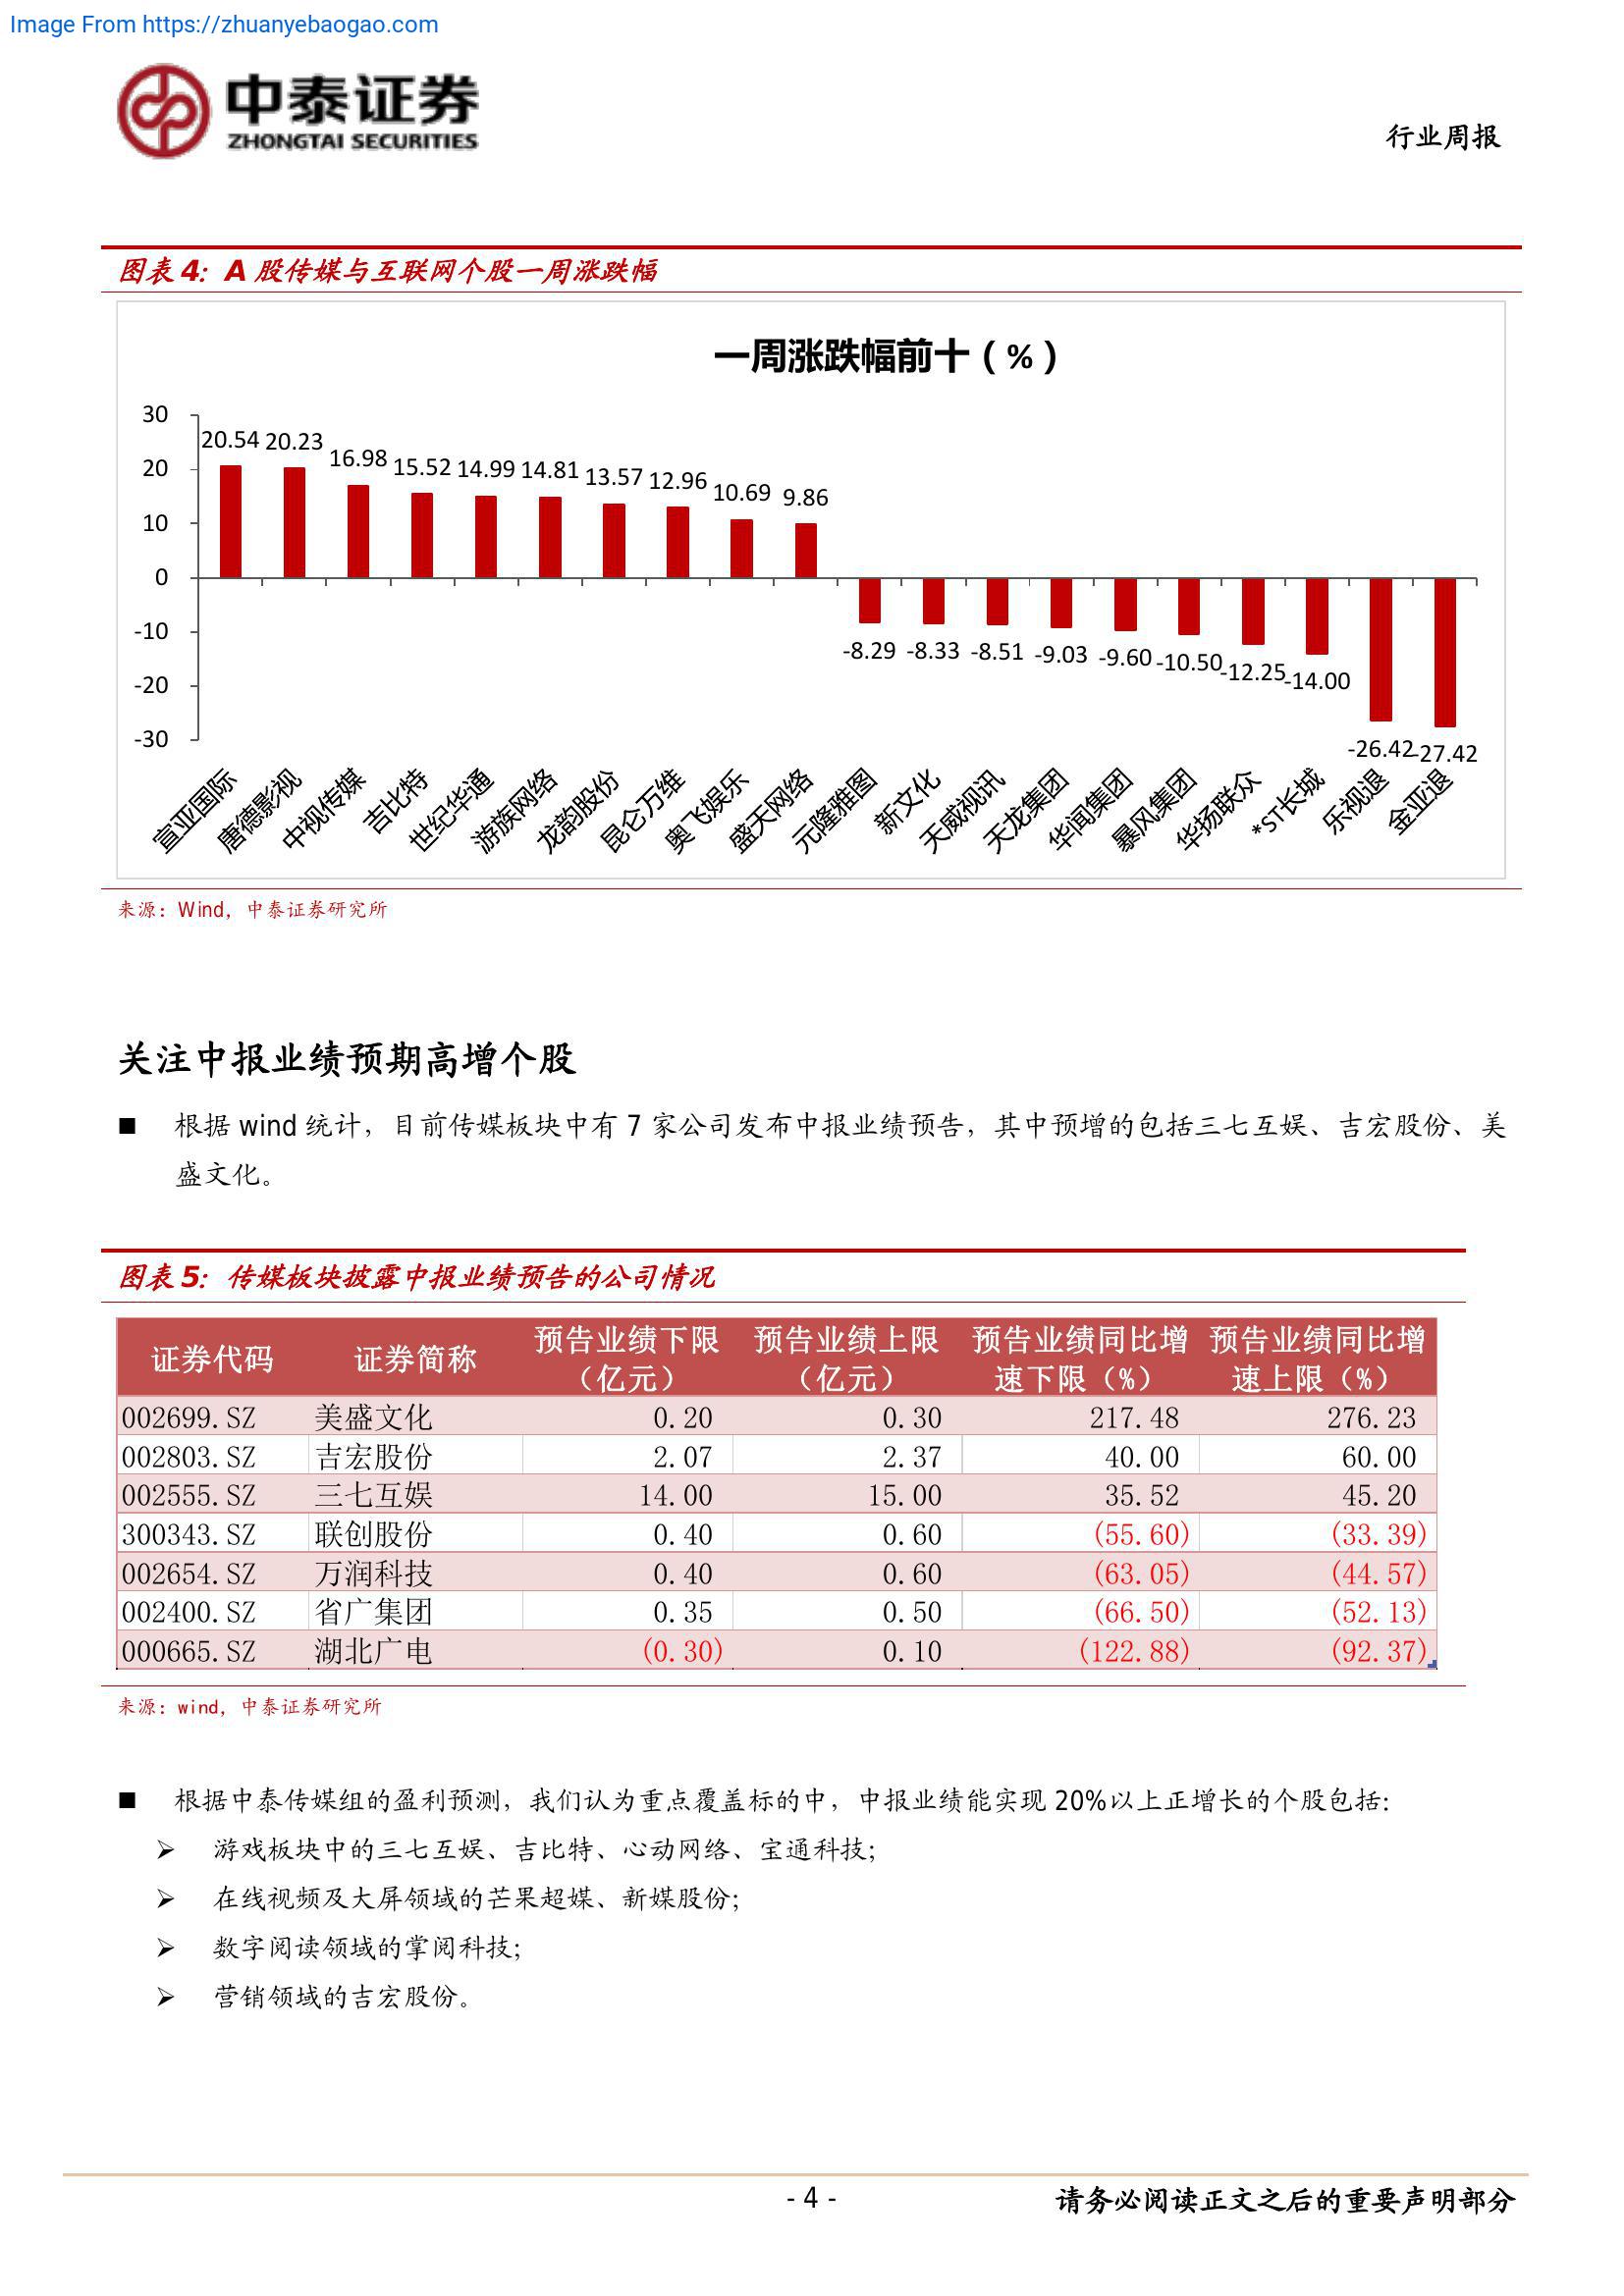 Image From https://zhuanyebaogao.com
中泰证券
ZHONGTAI SECURITIES
行业周报
图表4：A股传媒与互联网个股一周涨跌幅
一周涨跌幅前十（%）
30
20
10
0
-10
-20
-30
20.54 20.23 16.98 15.52 14.99 14.81 13.57 12.96 10.69 9.86
-8.29 -8.33 -8.51 -9.03 -9.60 -10.50 -12.25 -14.00 -26.42 -27.42
宣亚国际 唐德影视 中视传媒 吉比特 世纪华通 游族网络 龙韵股份 昆仑万维 奥飞娱乐 盛天网络 元隆雅图 新文化 天威视讯 天龙集团 华闻集团 暴风集团 华扬联众 *ST长城 乐视退 金亚退
来源：Wind，中泰证券研究所
关注中报业绩预期高增个股
■ 根据 wind 统计，目前传媒板块中有 7 家公司发布中报业绩预告，其中预增的包括三七互娱、吉宏股份、美
盛文化。
图表5：传媒板块披露中报业绩预告的公司情况
证券代码 证券简称 预告业绩下限（亿元） 预告业绩上限（亿元） 预告业绩同比增速下限（%） 预告业绩同比增速上限（%）
002699.SZ 美盛文化 0.20 0.30 217.48 276.23
002803.SZ 吉宏股份 2.07 2.37 40.00 60.00
002555.SZ 三七互娱 14.00 15.00 35.52 45.20
300343.SZ 联创股份 0.40 0.60 (55.60) (33.39)
002654.SZ 万润科技 0.40 0.60 (63.05) (44.57)
002400.SZ 省广集团 0.35 0.50 (66.50) (52.13)
000665.SZ 湖北广电 (0.30) 0.10 (122.88) (92.37)
来源：wind，中泰证券研究所
■ 根据中泰传媒组的盈利预测，我们认为重点覆盖标的中，中报业绩能实现 20%以上正增长的个股包括：
➢ 游戏板块中的三七互娱、吉比特、心动网络、宝通科技；
➢ 在线视频及大屏领域的芒果超媒、新媒股份；
➢ 数字阅读领域的掌阅科技；
➢ 营销领域的吉宏股份。
- 4 -
请务必阅读正文之后的重要声明部分